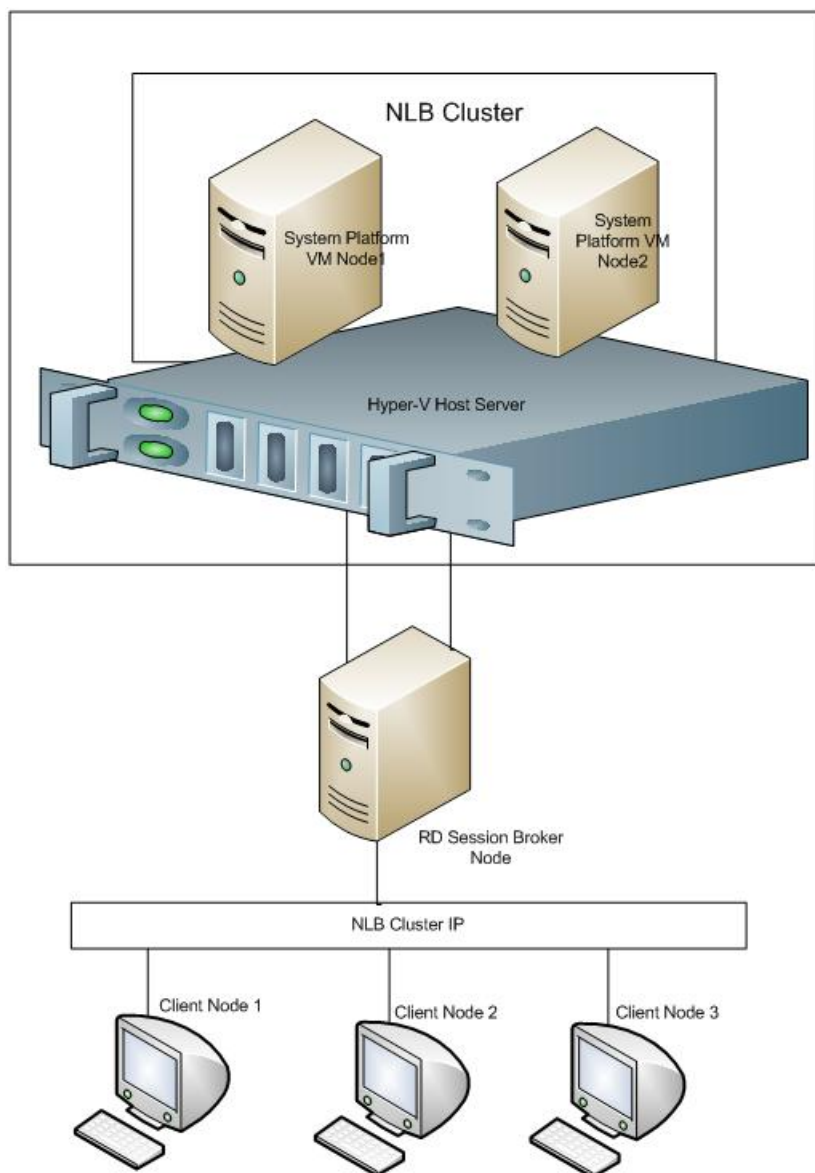 NLB Cluster
System Platform
VM Node1
System
Platform VM
Node2
Hyper-V Host Server
RD Session Broker
Node
NLB Cluster IP
Client Node 1
Client Node 2
Client Node 3